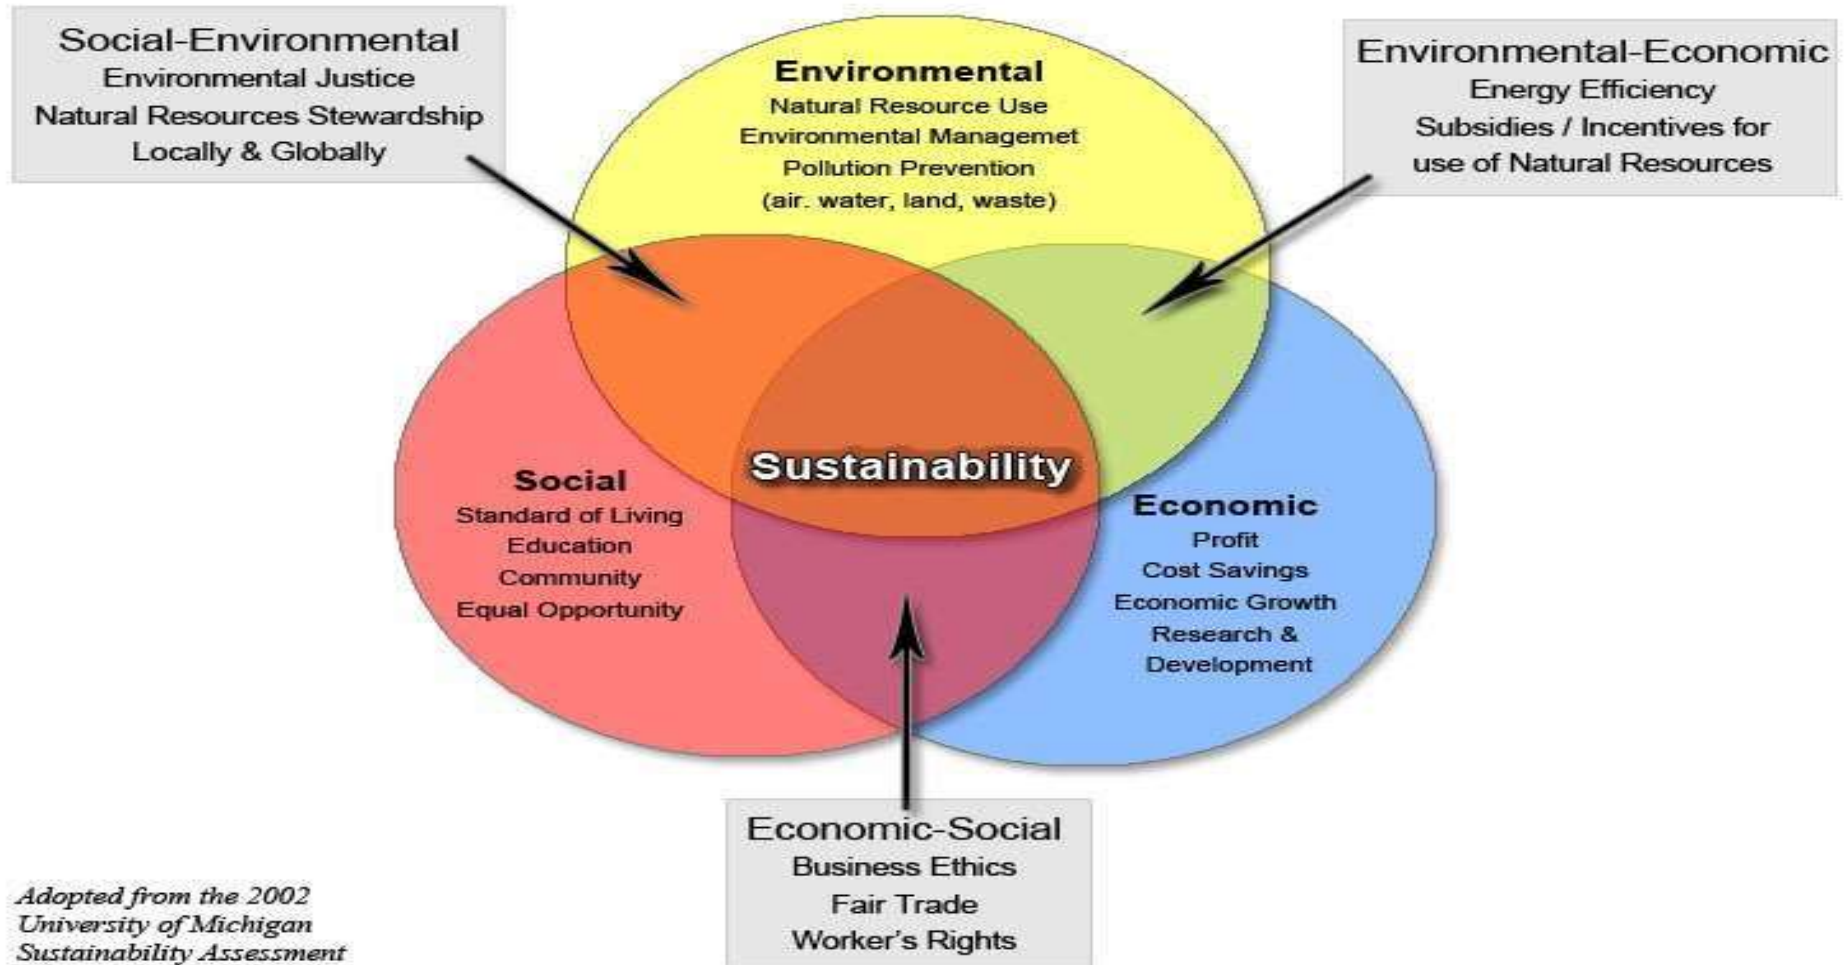 Social-Environmental
Environmental Justice
Natural Resources Stewardship
Locally & Globally
Environmental
Natural Resource Use
Environmental Managemet
Pollution Prevention
(air. water, land, waste)
Environmental-Economic
Energy Efficiency
Subsidies / Incentives for
use of Natural Resources
Sustainability
Social
Standard of Living
Education
Community
Equal Opportunity
Economic
Profit
Cost Savings
Economic Growth
Research &
Development
Economic-Social
Business Ethics
Fair Trade
Worker's Rights
Adopted from the 2002
University of Michigan
Sustainability Assessment